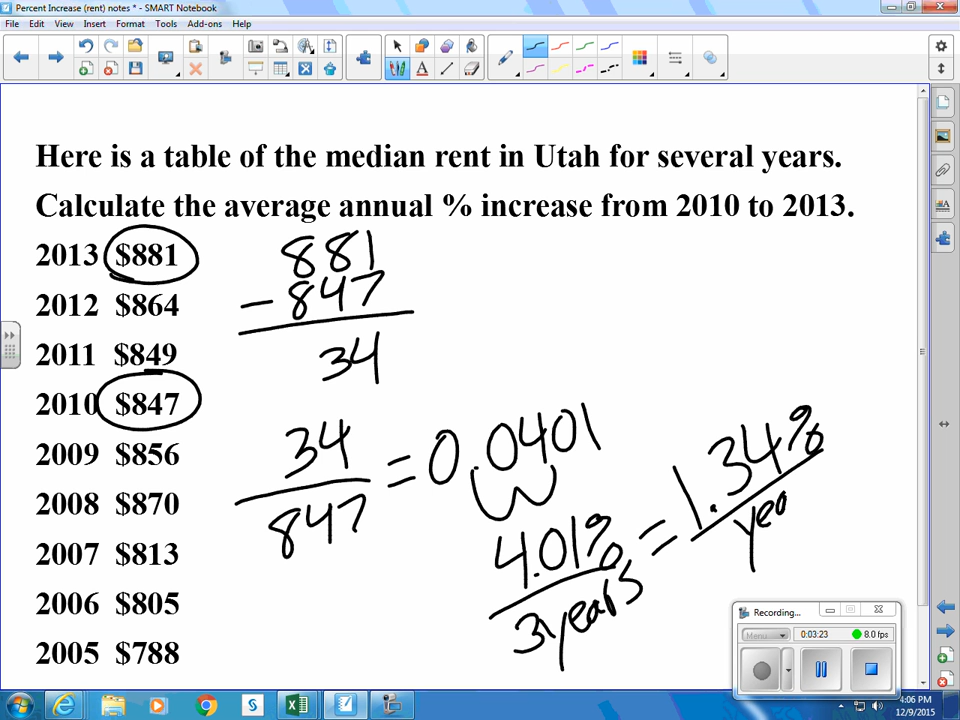 Percent Increase (rent) notes * - SMART Notebook
File Edit View Insert Format Tools Add-ons Help
Here is a table of the median rent in Utah for several years.
Calculate the average annual % increase from 2010 to 2013.
2013 $881
2012 $864
2011 $849
2010 $847
2009 $856
2008 $870
2007 $813
2006 $805
2005 $788
881
- 847
34
34
847
= 0.0401
4.01%
3 years
= 1.34%
yea
Recording...
Menu
0:03:23
8.0 fps
4:06 PM
12/9/2015